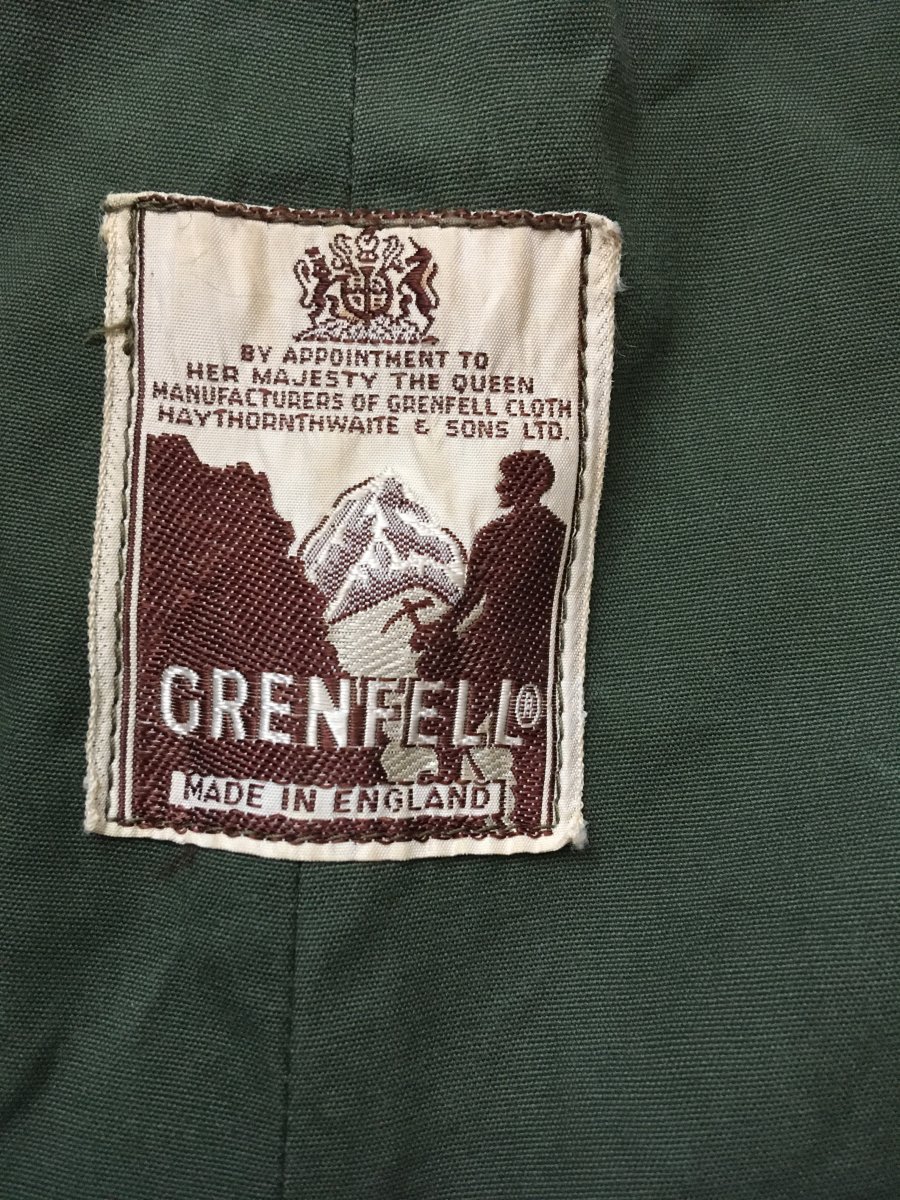 BY APPOINTMENT TO
HER MAJESTY THE QUEEN
MANUFACTURERS OF GRENFELL CLOTH
HAYTHORNTHWAITE & SONS LTD.
GRENFELL®
MADE IN ENGLAND